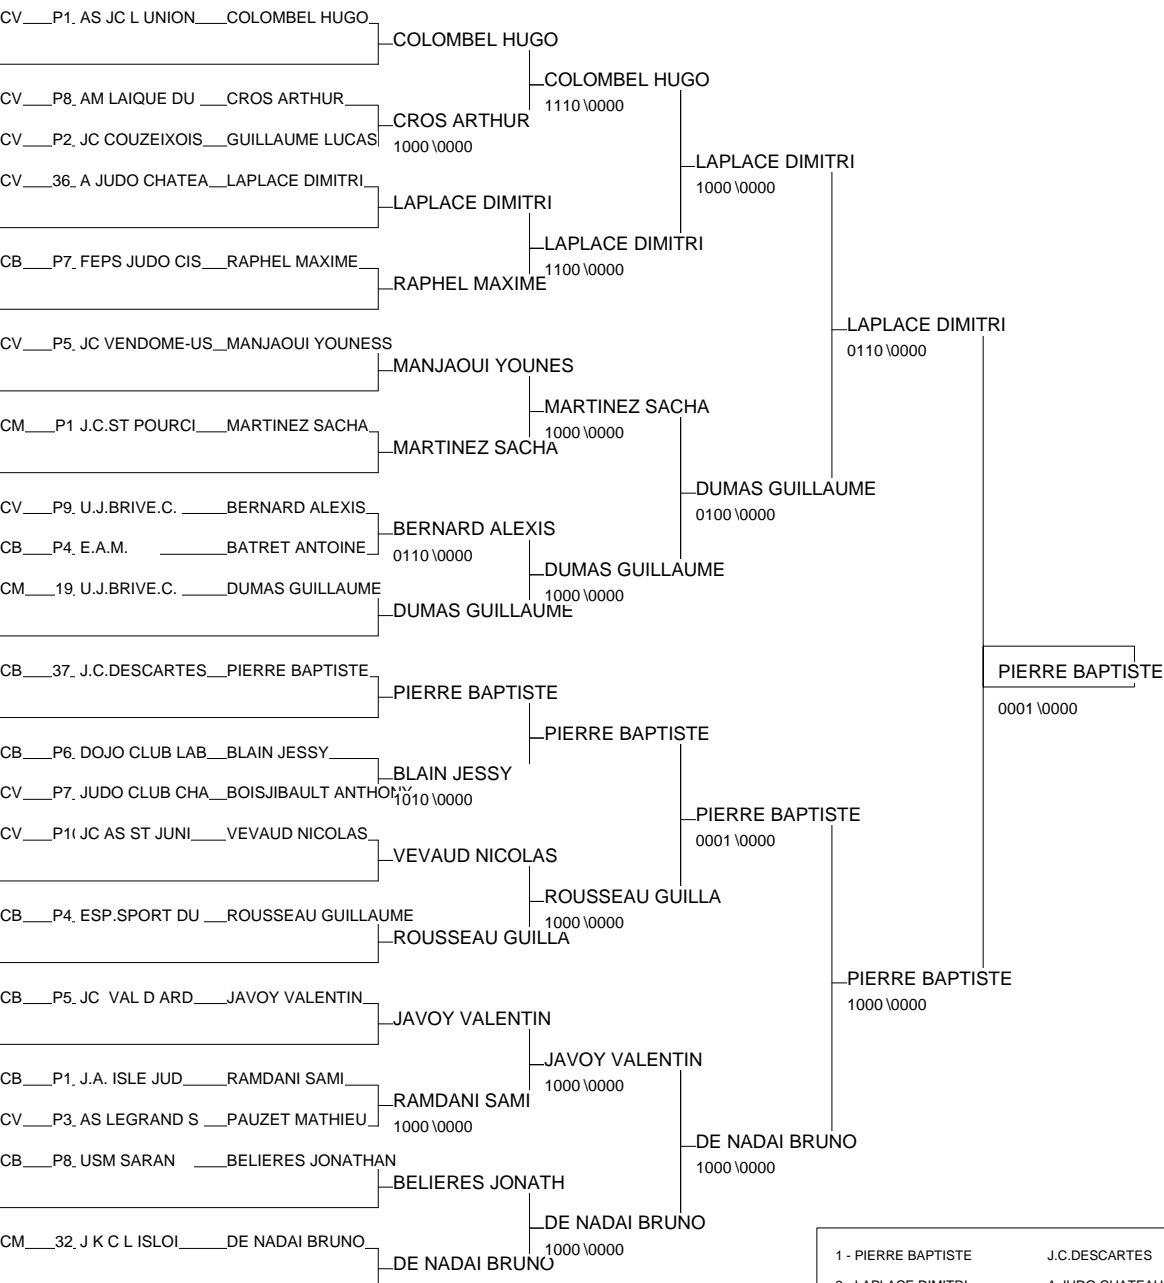 CV P1 AS JC L UNION COLOMBEL HUGO
COLOMBEL HUGO
COLOMBEL HUGO
1110 \0000
CV P8 AM LAIQUE DU CROS ARTHUR
CROS ARTHUR
1000 \0000
CV P2 JC COUZEIXOIS GUILLAUME LUCAS
LAPLACE DIMITRI
1000 \0000
CV 36 A JUDO CHATEA LAPLACE DIMITRI
LAPLACE DIMITRI
LAPLACE DIMITRI
1100 \0000
CB P7 FEPS JUDO CIS RAPHEL MAXIME
RAPHEL MAXIME
LAPLACE DIMITRI
0110 \0000
CV P5 JC VENDOME-US MANJAOUI YOUNESS
MANJAOUI YOUNES
MARTINEZ SACHA
1000 \0000
CM P1 J.C.ST POURCI MARTINEZ SACHA
MARTINEZ SACHA
DUMAS GUILLAUME
0100 \0000
CV P9 U.J.BRIVE.C. BERNARD ALEXIS
BERNARD ALEXIS
0110 \0000
CB P4 E.A.M. BATRET ANTOINE
DUMAS GUILLAUME
1000 \0000
CM 19 U.J.BRIVE.C. DUMAS GUILLAUME
DUMAS GUILLAUME
PIERRE BAPTISTE
0001 \0000
CB 37 J.C.DESCARTES PIERRE BAPTISTE
PIERRE BAPTISTE
PIERRE BAPTISTE
CB P6 DOJO CLUB LAB BLAIN JESSY
BLAIN JESSY
1010 \0000
CV P7 JUDO CLUB CHA BOISJIBAULT ANTHONY
PIERRE BAPTISTE
0001 \0000
CV P1( JC AS ST JUNI VEVAUD NICOLAS
VEVAUD NICOLAS
ROUSSEAU GUILLA
1000 \0000
CB P4 ESP.SPORT DU ROUSSEAU GUILLAUME
ROUSSEAU GUILLA
PIERRE BAPTISTE
1000 \0000
CB P5 JC VAL D ARD JAVOY VALENTIN
JAVOY VALENTIN
JAVOY VALENTIN
1000 \0000
CB P1 J.A. ISLE JUD RAMDANI SAMI
RAMDANI SAMI
1000 \0000
CV P3 AS LEGRAND S PAUZET MATHIEU
DE NADAI BRUNO
1000 \0000
CB P8 USM SARAN BELIERES JONATHAN
BELIERES JONATH
DE NADAI BRUNO
1000 \0000
CM 32 J K C L ISLOI DE NADAI BRUNO
DE NADAI BRUNO
1 - PIERRE BAPTISTE J.C.DESCARTES